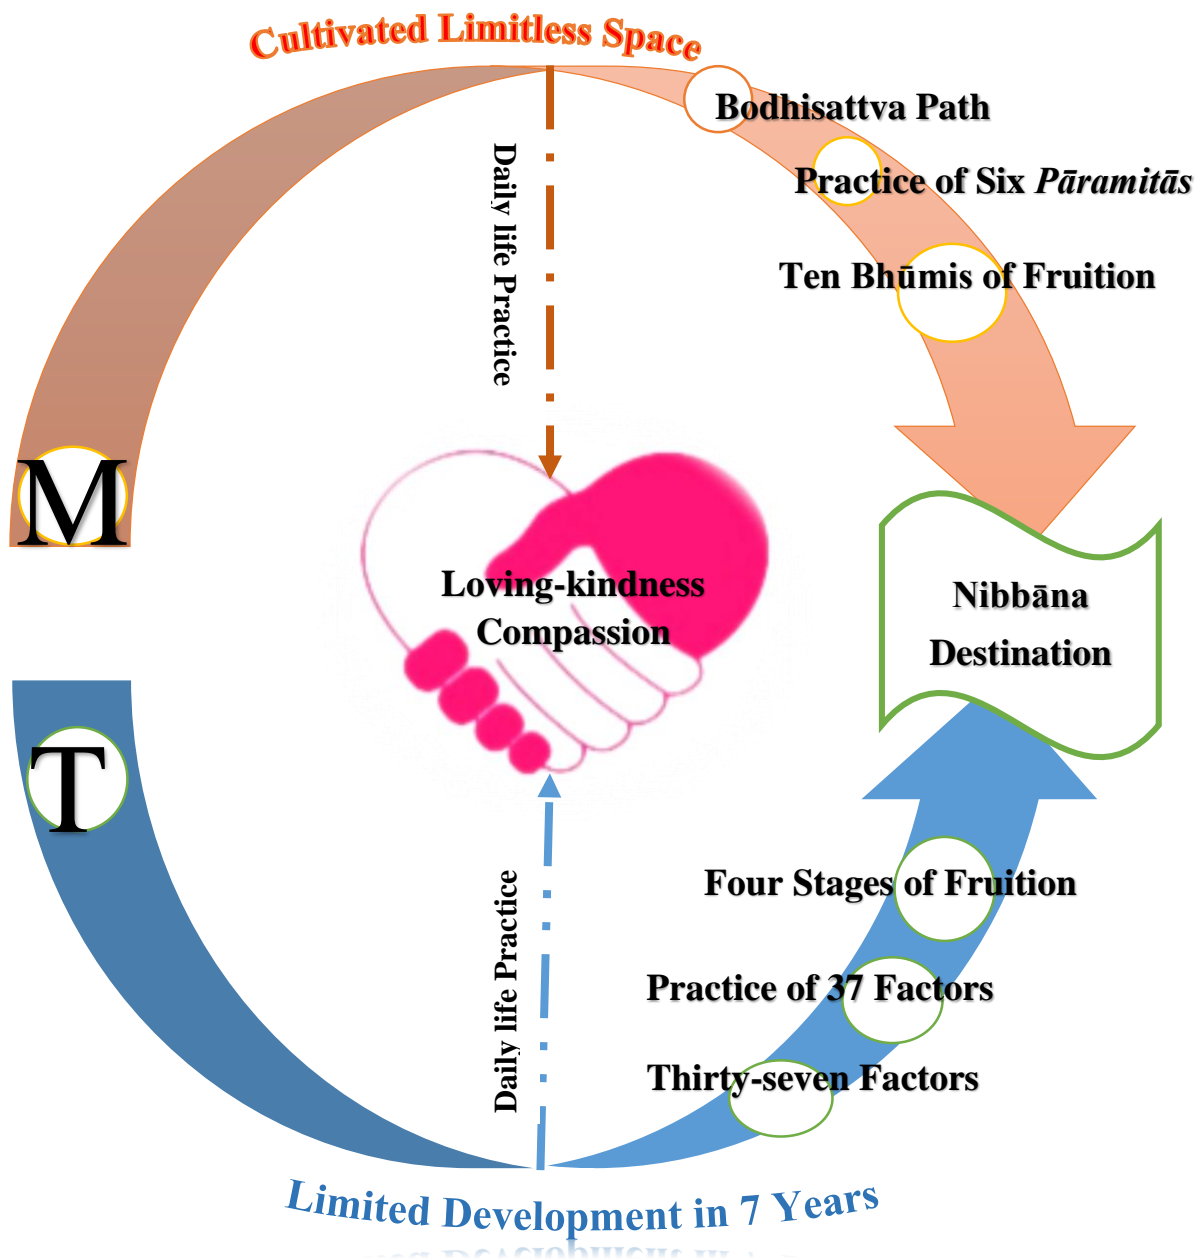 Cultivated Limitless Space
Bodhisattva Path
Daily life Practice
Practice of Six Pāramitās
Ten Bhūmis of Fruition
M
Loving-kindness
Compassion
Nibbāna
Destination
T
Four Stages of Fruition
Daily life Practice
Practice of 37 Factors
Thirty-seven Factors
Limited Development in 7 Years